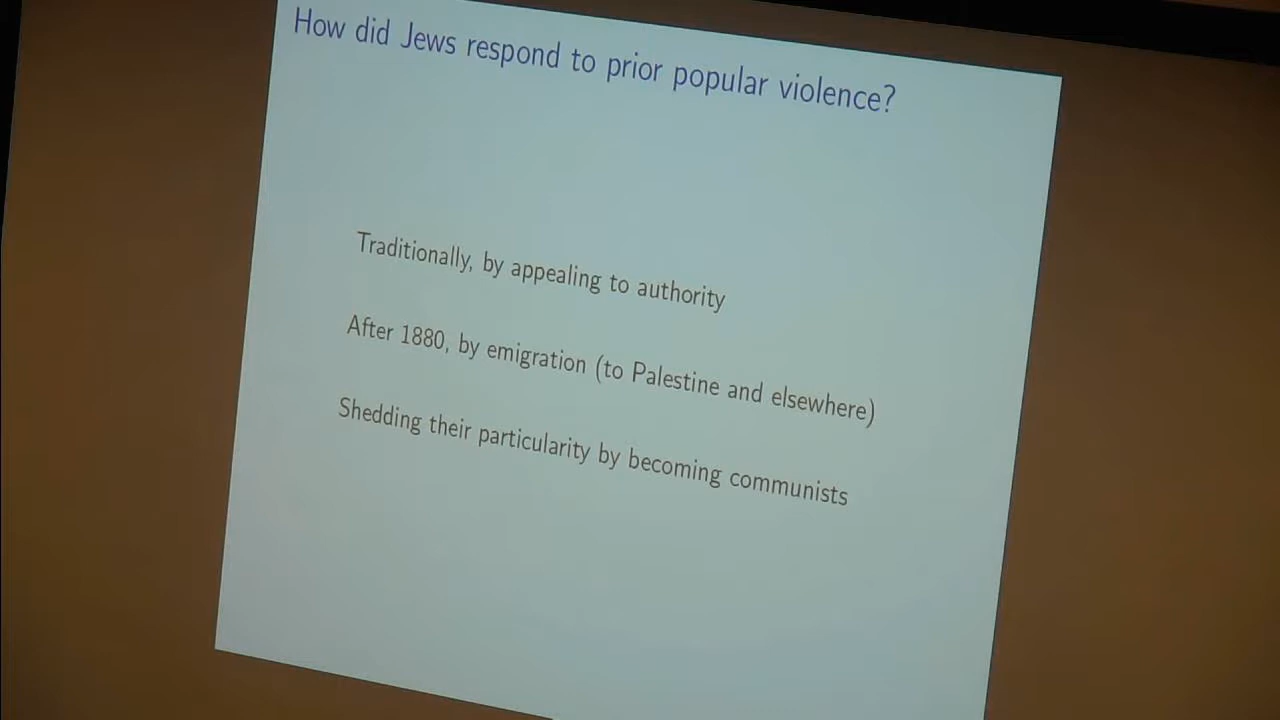 How did Jews respond to prior popular violence?
Traditionally, by appealing to authority
After 1880, by emigration (to Palestine and elsewhere)
Shedding their particularity by becoming communists